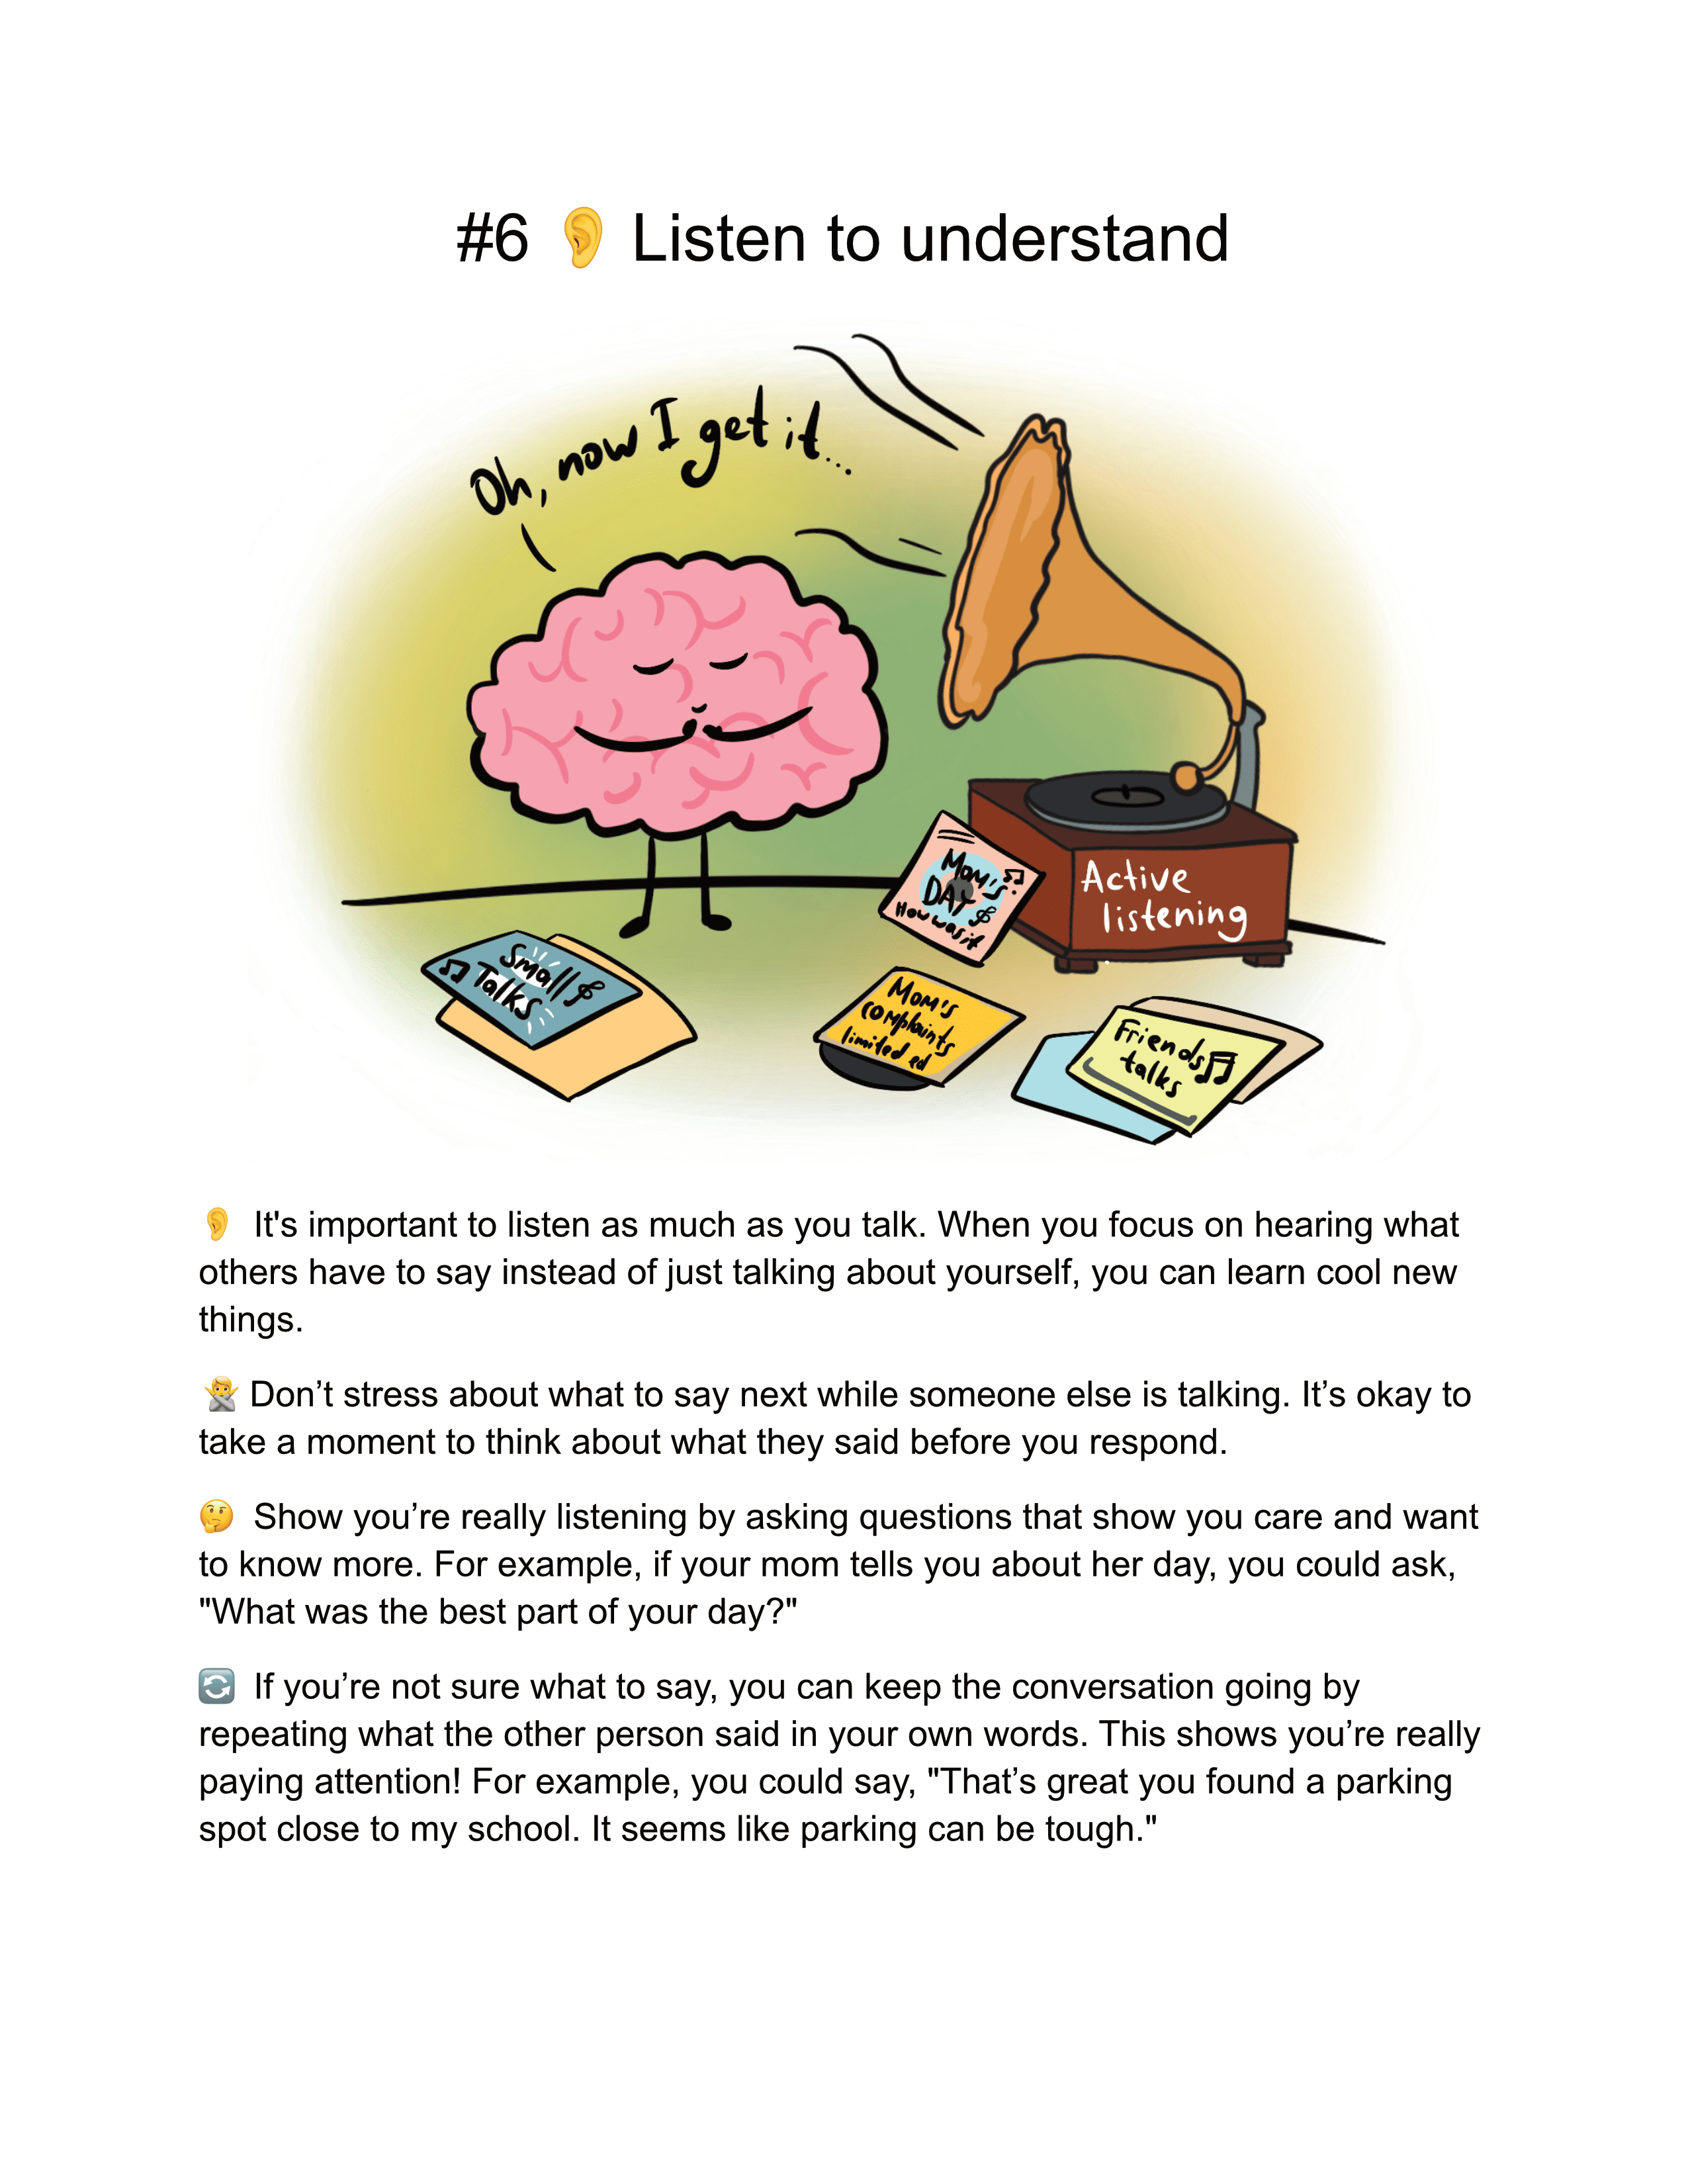 #6 👂 Listen to understand
Oh, now I get it...
Active
listening
Mom's
DAY
How was it
Small
Talks
Mom's
complaints
limited ed
Friends
talks
👂 It's important to listen as much as you talk. When you focus on hearing what
others have to say instead of just talking about yourself, you can learn cool new
things.
🙅 Don’t stress about what to say next while someone else is talking. It’s okay to
take a moment to think about what they said before you respond.
🤔 Show you’re really listening by asking questions that show you care and want
to know more. For example, if your mom tells you about her day, you could ask,
"What was the best part of your day?"
🔄 If you’re not sure what to say, you can keep the conversation going by
repeating what the other person said in your own words. This shows you’re really
paying attention! For example, you could say, "That’s great you found a parking
spot close to my school. It seems like parking can be tough."